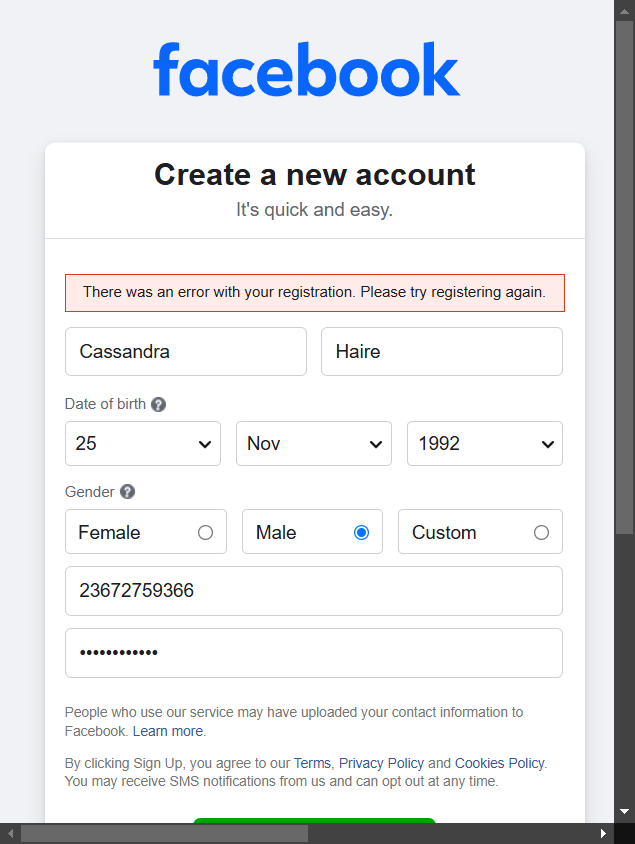 facebook
Create a new account
It's quick and easy.
There was an error with your registration. Please try registering again.
Cassandra Haire
Date of birth ?
25 Nov 1992
Gender ?
Female Male Custom
23672759366
••••••••••••
People who use our service may have uploaded your contact information to
Facebook. Learn more.
By clicking Sign Up, you agree to our Terms, Privacy Policy and Cookies Policy.
You may receive SMS notifications from us and can opt out at any time.